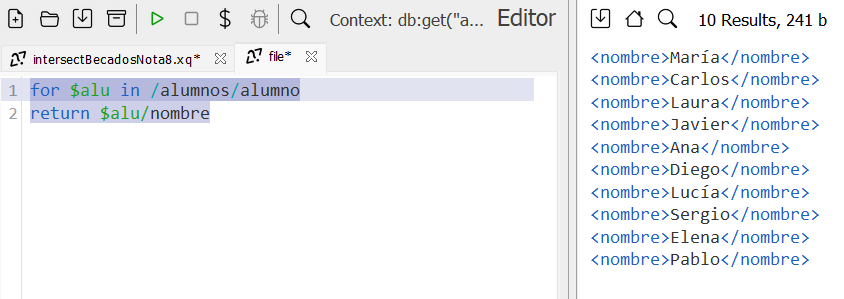 Context: db:get("a... Editor
intersectBecadosNota8.xq*
file*
1 for $alu in /alumnos/alumno
2 return $alu/nombre
10 Results, 241 b
<nombre>María</nombre>
<nombre>Carlos</nombre>
<nombre>Laura</nombre>
<nombre>Javier</nombre>
<nombre>Ana</nombre>
<nombre>Diego</nombre>
<nombre>Lucía</nombre>
<nombre>Sergio</nombre>
<nombre>Elena</nombre>
<nombre>Pablo</nombre>